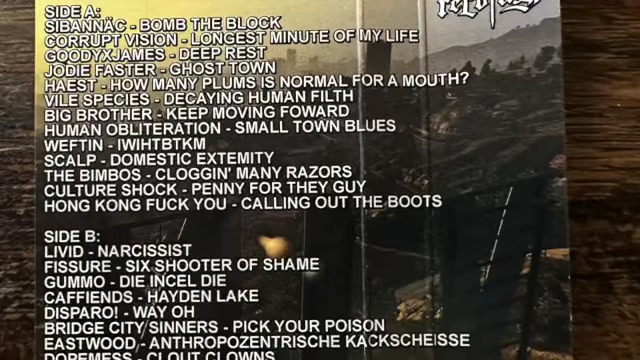 SIDE A:
SIBANNÄC - BOMB THE BLOCK
CORRUPT VISION - LONGEST MINUTE OF MY LIFE
GOODYXJAMES - DEEP REST
JODIE FASTER - GHOST TOWN
HAEST - HOW MANY PLUMS IS NORMAL FOR A MOUTH?
VILE SPECIES - DECAYING HUMAN FILTH
BIG BROTHER - KEEP MOVING FOWARD
HUMAN OBLITERATION - SMALL TOWN BLUES
WEFTIN - IWIHTBTKM
SCALP - DOMESTIC EXTEMITY
THE BIMBOS - CLOGGIN' MANY RAZORS
CULTURE SHOCK - PENNY FOR THEY GUY
HONG KONG FUCK YOU - CALLING OUT THE BOOTS
SIDE B:
LIVID - NARCISSIST
FISSURE - SIX SHOOTER OF SHAME
GUMMO - DIE INCEL DIE
CAFFIENDS - HAYDEN LAKE
DISPARO! - WAY OH
BRIDGE CITY SINNERS - PICK YOUR POISON
EASTWOOD - ANTHROPOZENTRISCHE KACKSCHEISSE
DOPEMESS - CLOUT CLOWNS